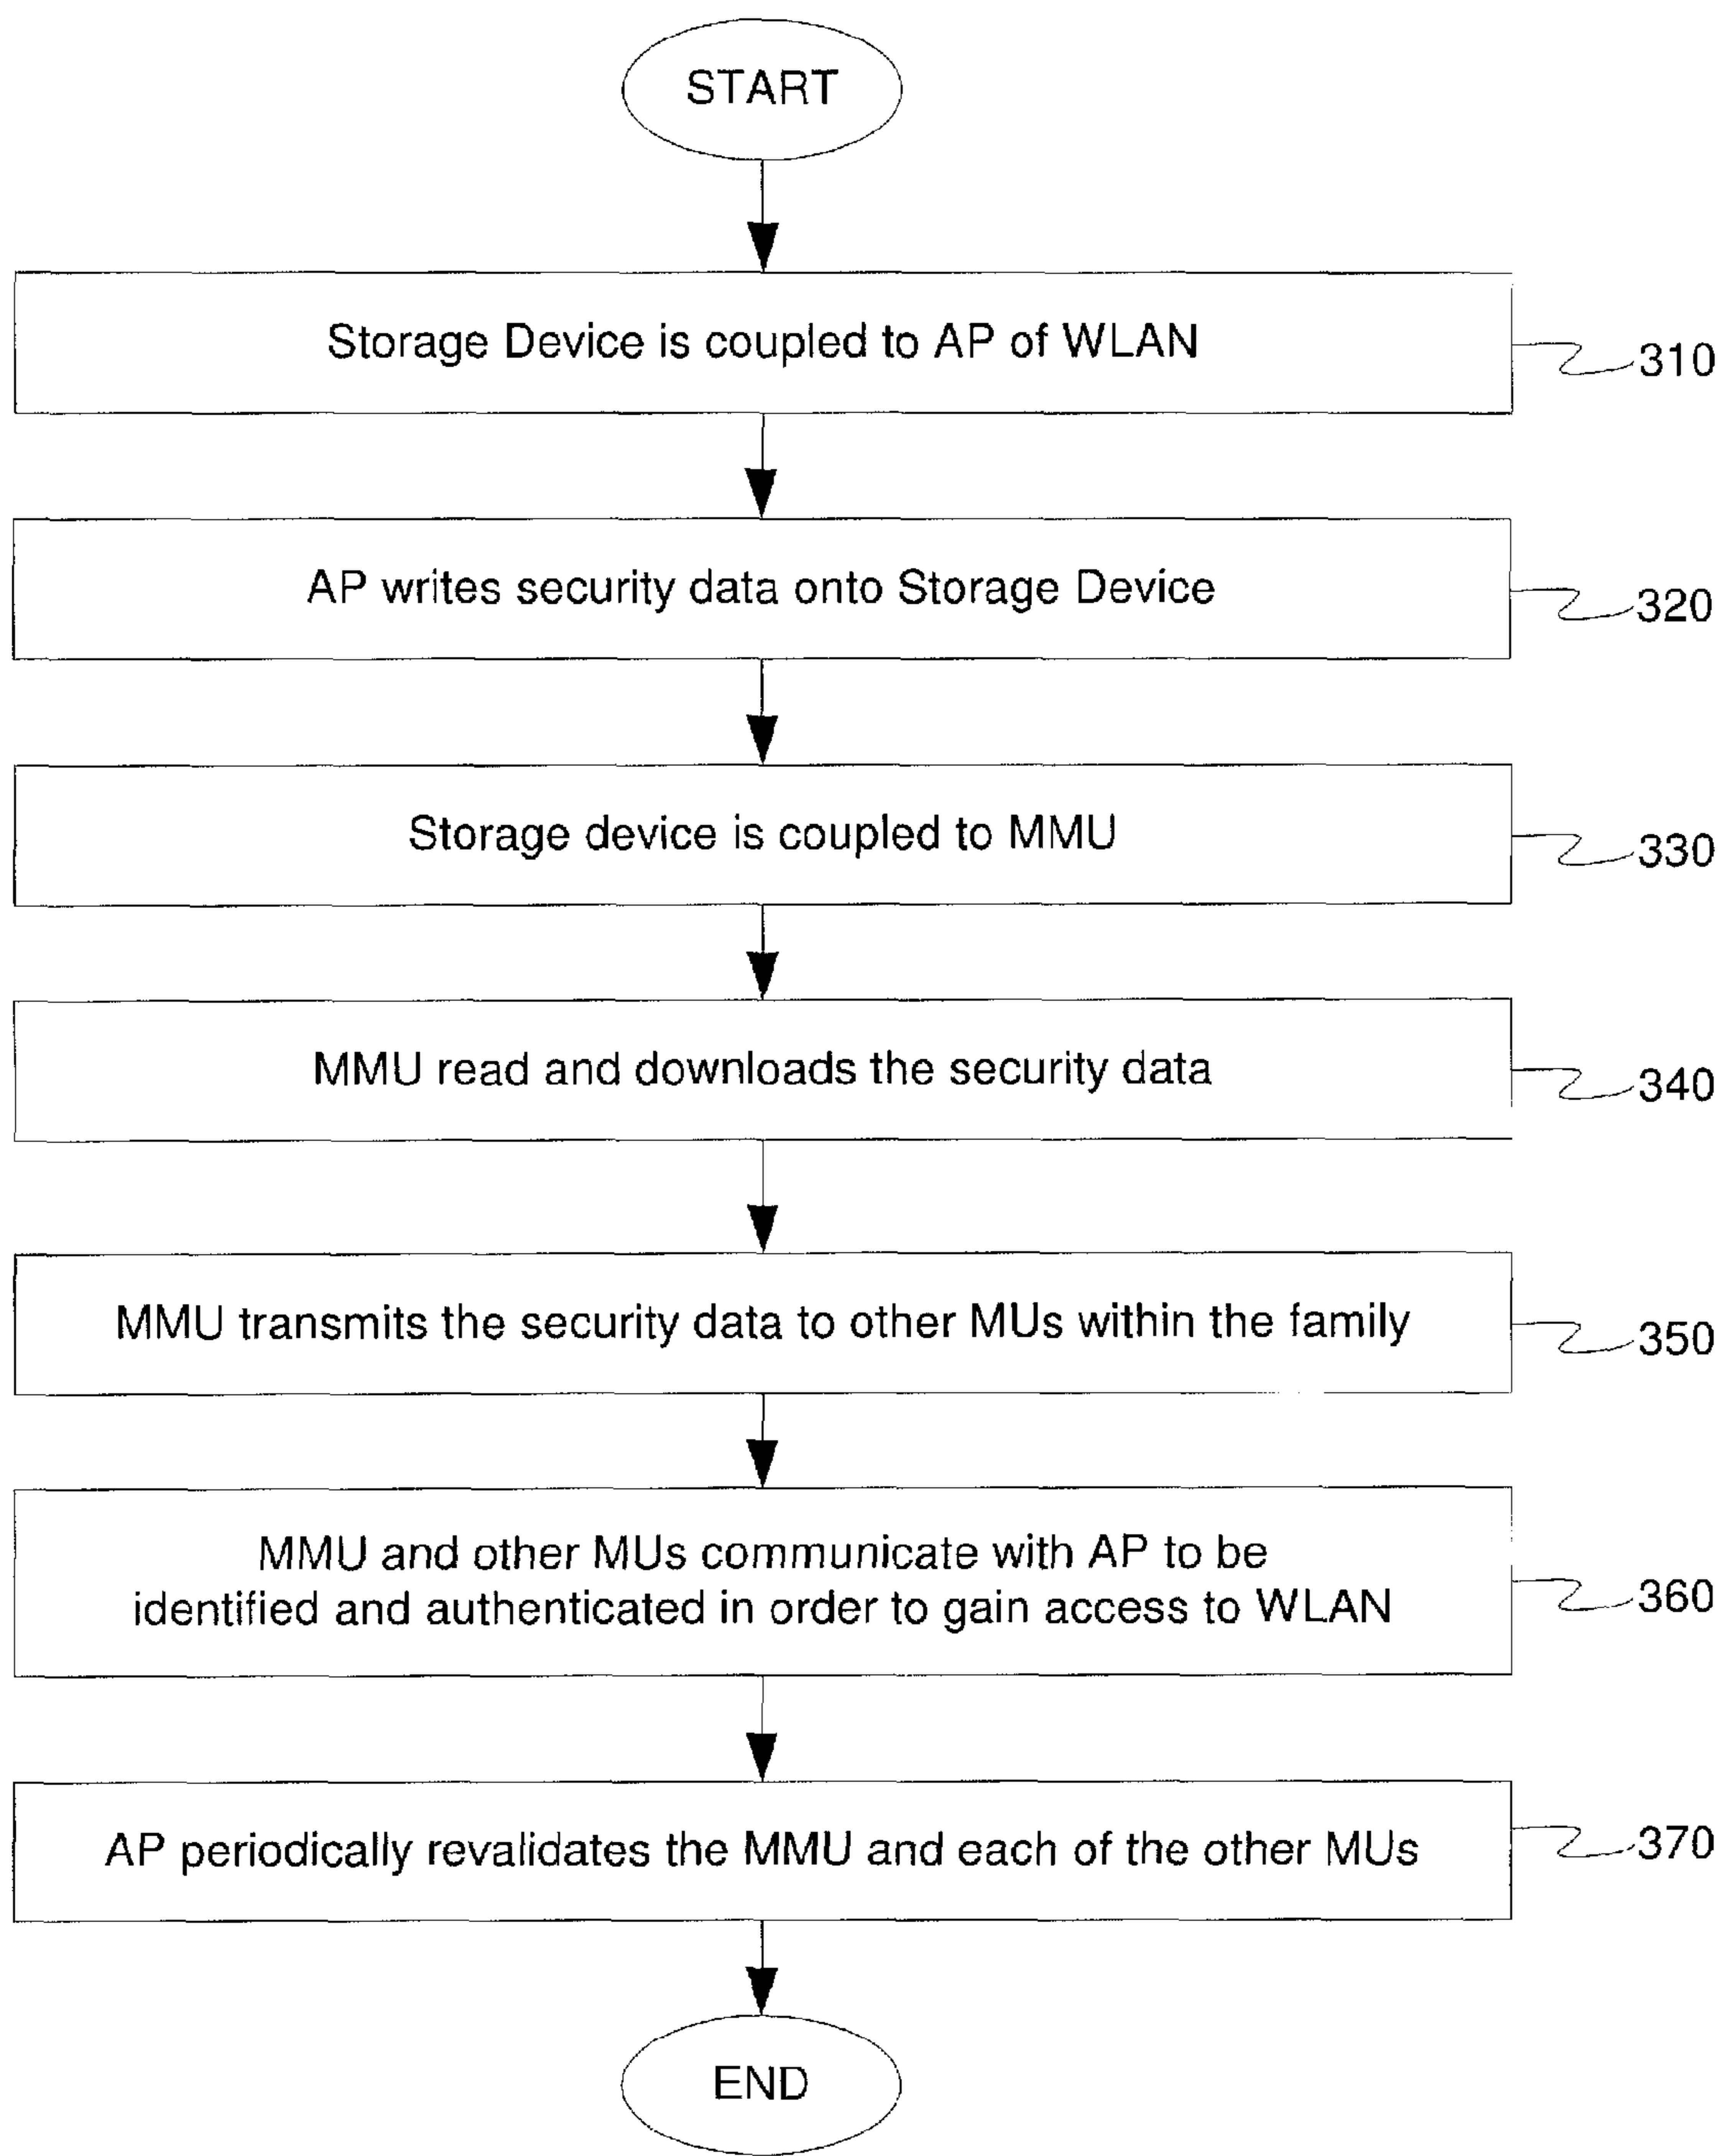 START
Storage Device is coupled to AP of WLAN
310
AP writes security data onto Storage Device
320
Storage device is coupled to MMU
330
MMU read and downloads the security data
340
MMU transmits the security data to other MUs within the family
350
MMU and other MUs communicate with AP to be
identified and authenticated in order to gain access to WLAN
360
AP periodically revalidates the MMU and each of the other MUs
370
END